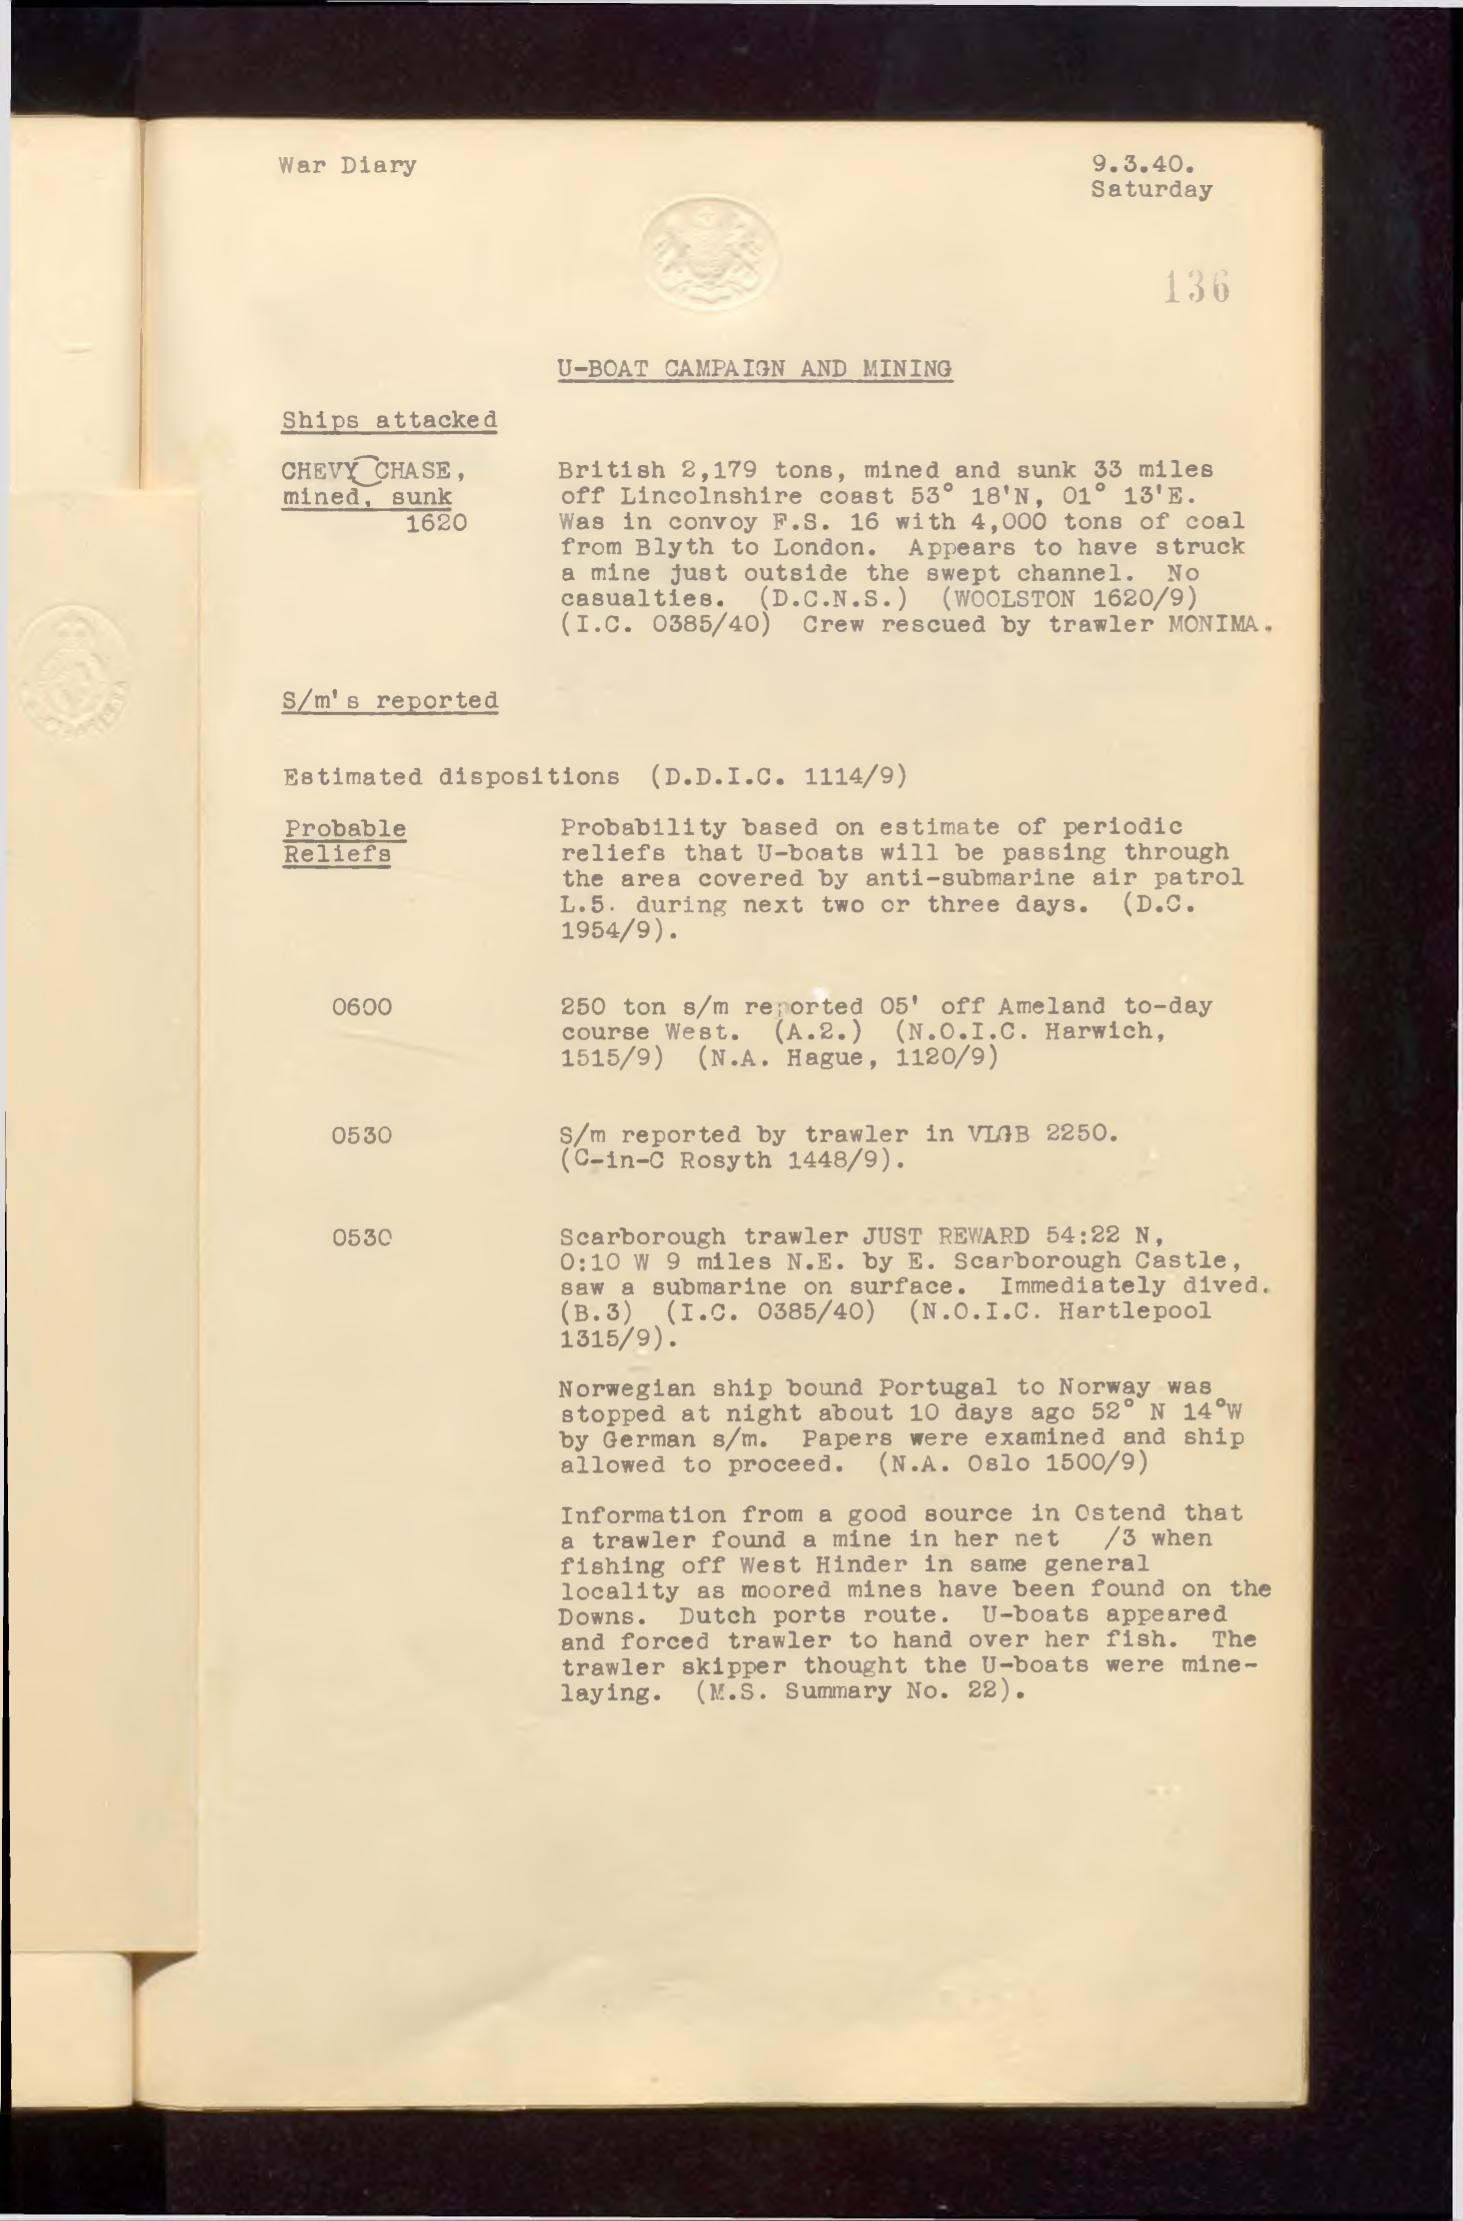 War Diary
9.3.40.
Saturday
136
U-BOAT CAMPAIGN AND MINING
Ships attacked
CHEVY CHASE,
mined, sunk
1620
British 2,179 tons, mined and sunk 33 miles
off Lincolnshire coast 53° 18'N, 01° 13'E.
Was in convoy F.S. 16 with 4,000 tons of coal
from Blyth to London. Appears to have struck
a mine just outside the swept channel. No
casualties. (D.C.N.S.) (WOOLSTON 1620/9)
(I.C. 0385/40) Crew rescued by trawler MONIMA.
S/m's reported
Estimated dispositions (D.D.I.C. 1114/9)
Probable
Reliefs
Probability based on estimate of periodic
reliefs that U-boats will be passing through
the area covered by anti-submarine air patrol
L.5. during next two or three days. (D.C.
1954/9).
0600
250 ton s/m reported 05' off Ameland to-day
course West. (A.2.) (N.O.I.C. Harwich,
1515/9) (N.A. Hague, 1120/9)
0530
S/m reported by trawler in VLGB 2250.
(C-in-C Rosyth 1448/9).
0530
Scarborough trawler JUST REWARD 54:22 N,
0:10 W 9 miles N.E. by E. Scarborough Castle,
saw a submarine on surface. Immediately dived.
(B.3) (I.C. 0385/40) (N.O.I.C. Hartlepool
1315/9).
Norwegian ship bound Portugal to Norway was
stopped at night about 10 days ago 52° N 14°W
by German s/m. Papers were examined and ship
allowed to proceed. (N.A. Oslo 1500/9)
Information from a good source in Ostend that
a trawler found a mine in her net /3 when
fishing off West Hinder in same general
locality as moored mines have been found on the
Downs. Dutch ports route. U-boats appeared
and forced trawler to hand over her fish. The
trawler skipper thought the U-boats were mine-
laying. (M.S. Summary No. 22).